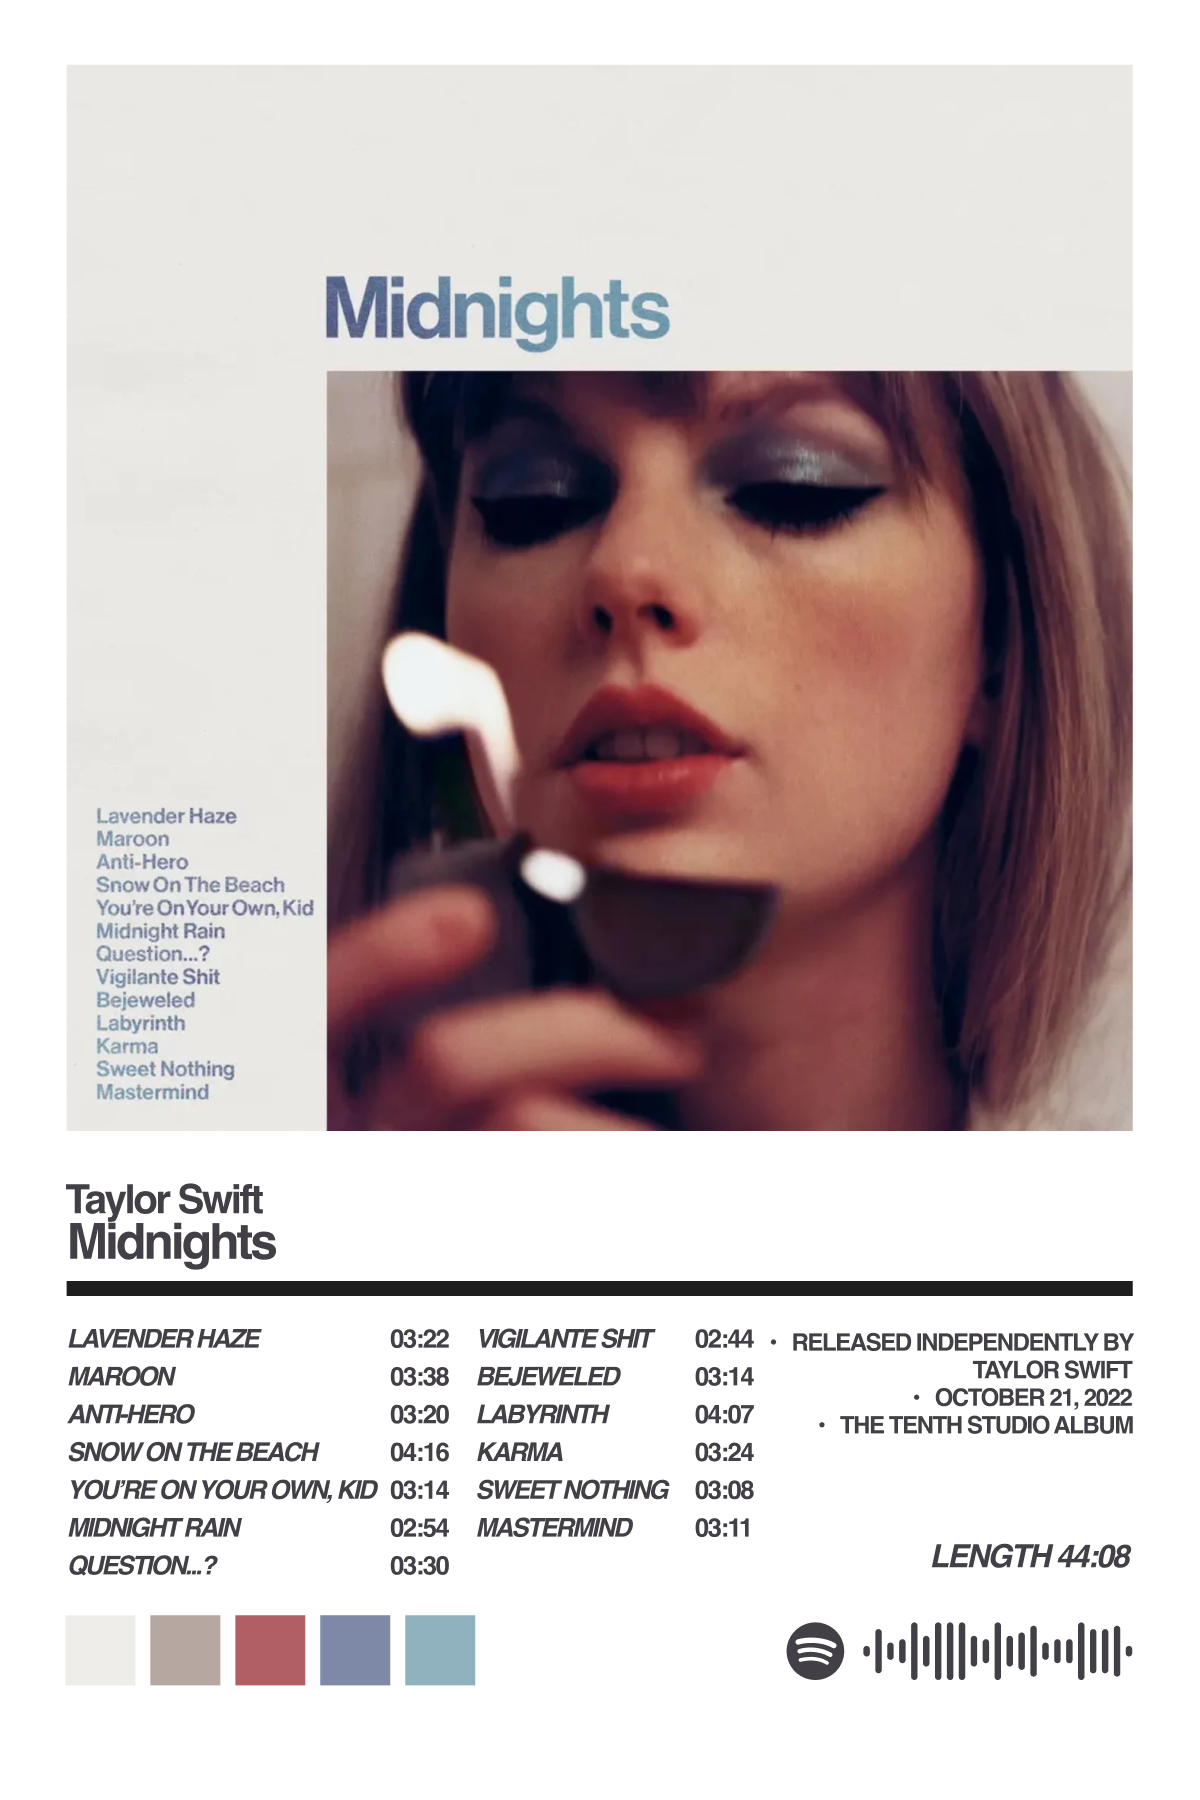 Midnights
Lavender Haze
Maroon
Anti-Hero
Snow On The Beach
You're On Your Own, Kid
Midnight Rain
Question...?
Vigilante Shit
Bejeweled
Labyrinth
Karma
Sweet Nothing
Mastermind
Taylor Swift
Midnights
LAVENDER HAZE 03:22
MAROON 03:38
ANTI-HERO 03:20
SNOW ON THE BEACH 04:16
YOU'RE ON YOUR OWN, KID 03:14
MIDNIGHT RAIN 02:54
QUESTION...? 03:30
VIGILANTE SHIT 02:44
BEJEWELED 03:14
LABYRINTH 04:07
KARMA 03:24
SWEET NOTHING 03:08
MASTERMIND 03:11
• RELEASED INDEPENDENTLY BY
TAYLOR SWIFT
• OCTOBER 21, 2022
• THE TENTH STUDIO ALBUM
LENGTH 44:08